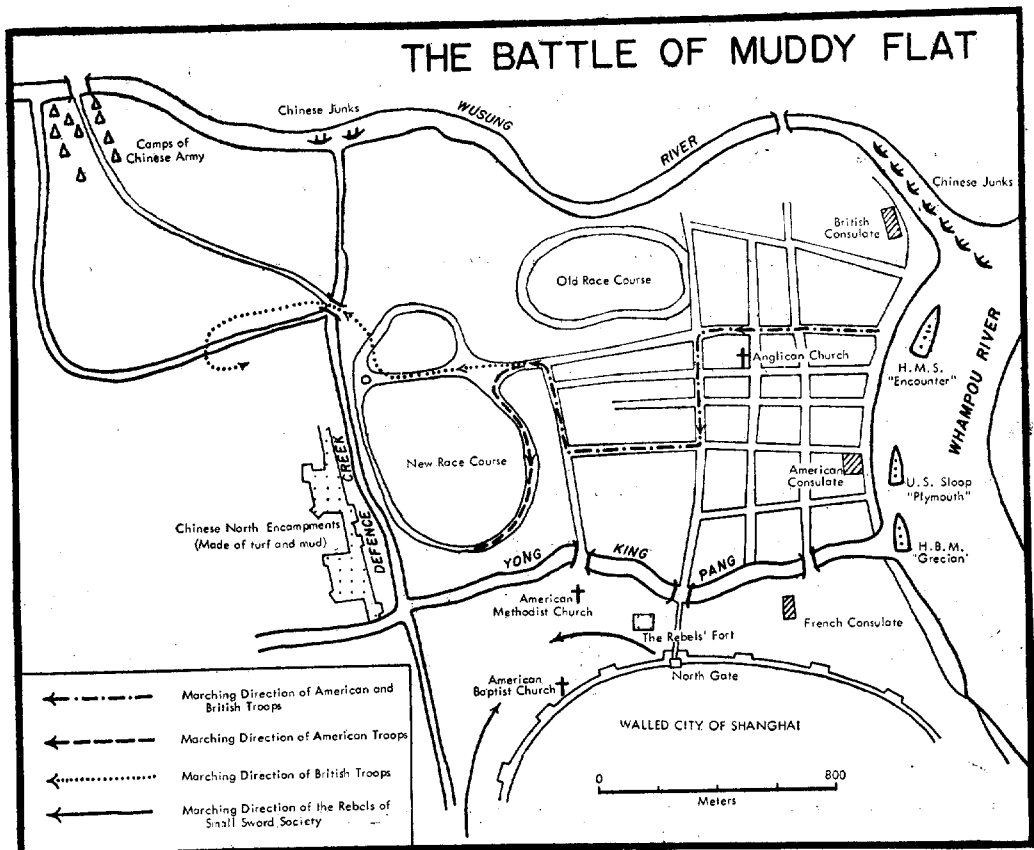 THE BATTLE OF MUDDY FLAT
Chinese Junks
WUSUNG
RIVER
Camps of
Chinese Army
Chinese Junks
British
Consulate
Old Race Course
Anglican Church
H.M.S.
"Encounter"
WHAMPOU RIVER
New Race Course
American
Consulate
U.S. Sloop
"Plymouth"
CREEK
DEFENCE
Chinese North Encampments
(Made of turf and mud)
H.B.M.
"Grecian"
YONG
KING
PANG
American
Methodist Church
The Rebels' Fort
French Consulate
North Gate
American
Baptist Church
WALLED CITY OF SHANGHAI
0
800
Meters
Marching Direction of American and
British Troops
Marching Direction of American Troops
Marching Direction of British Troops
Marching Direction of the Rebels of
Small Sword Society